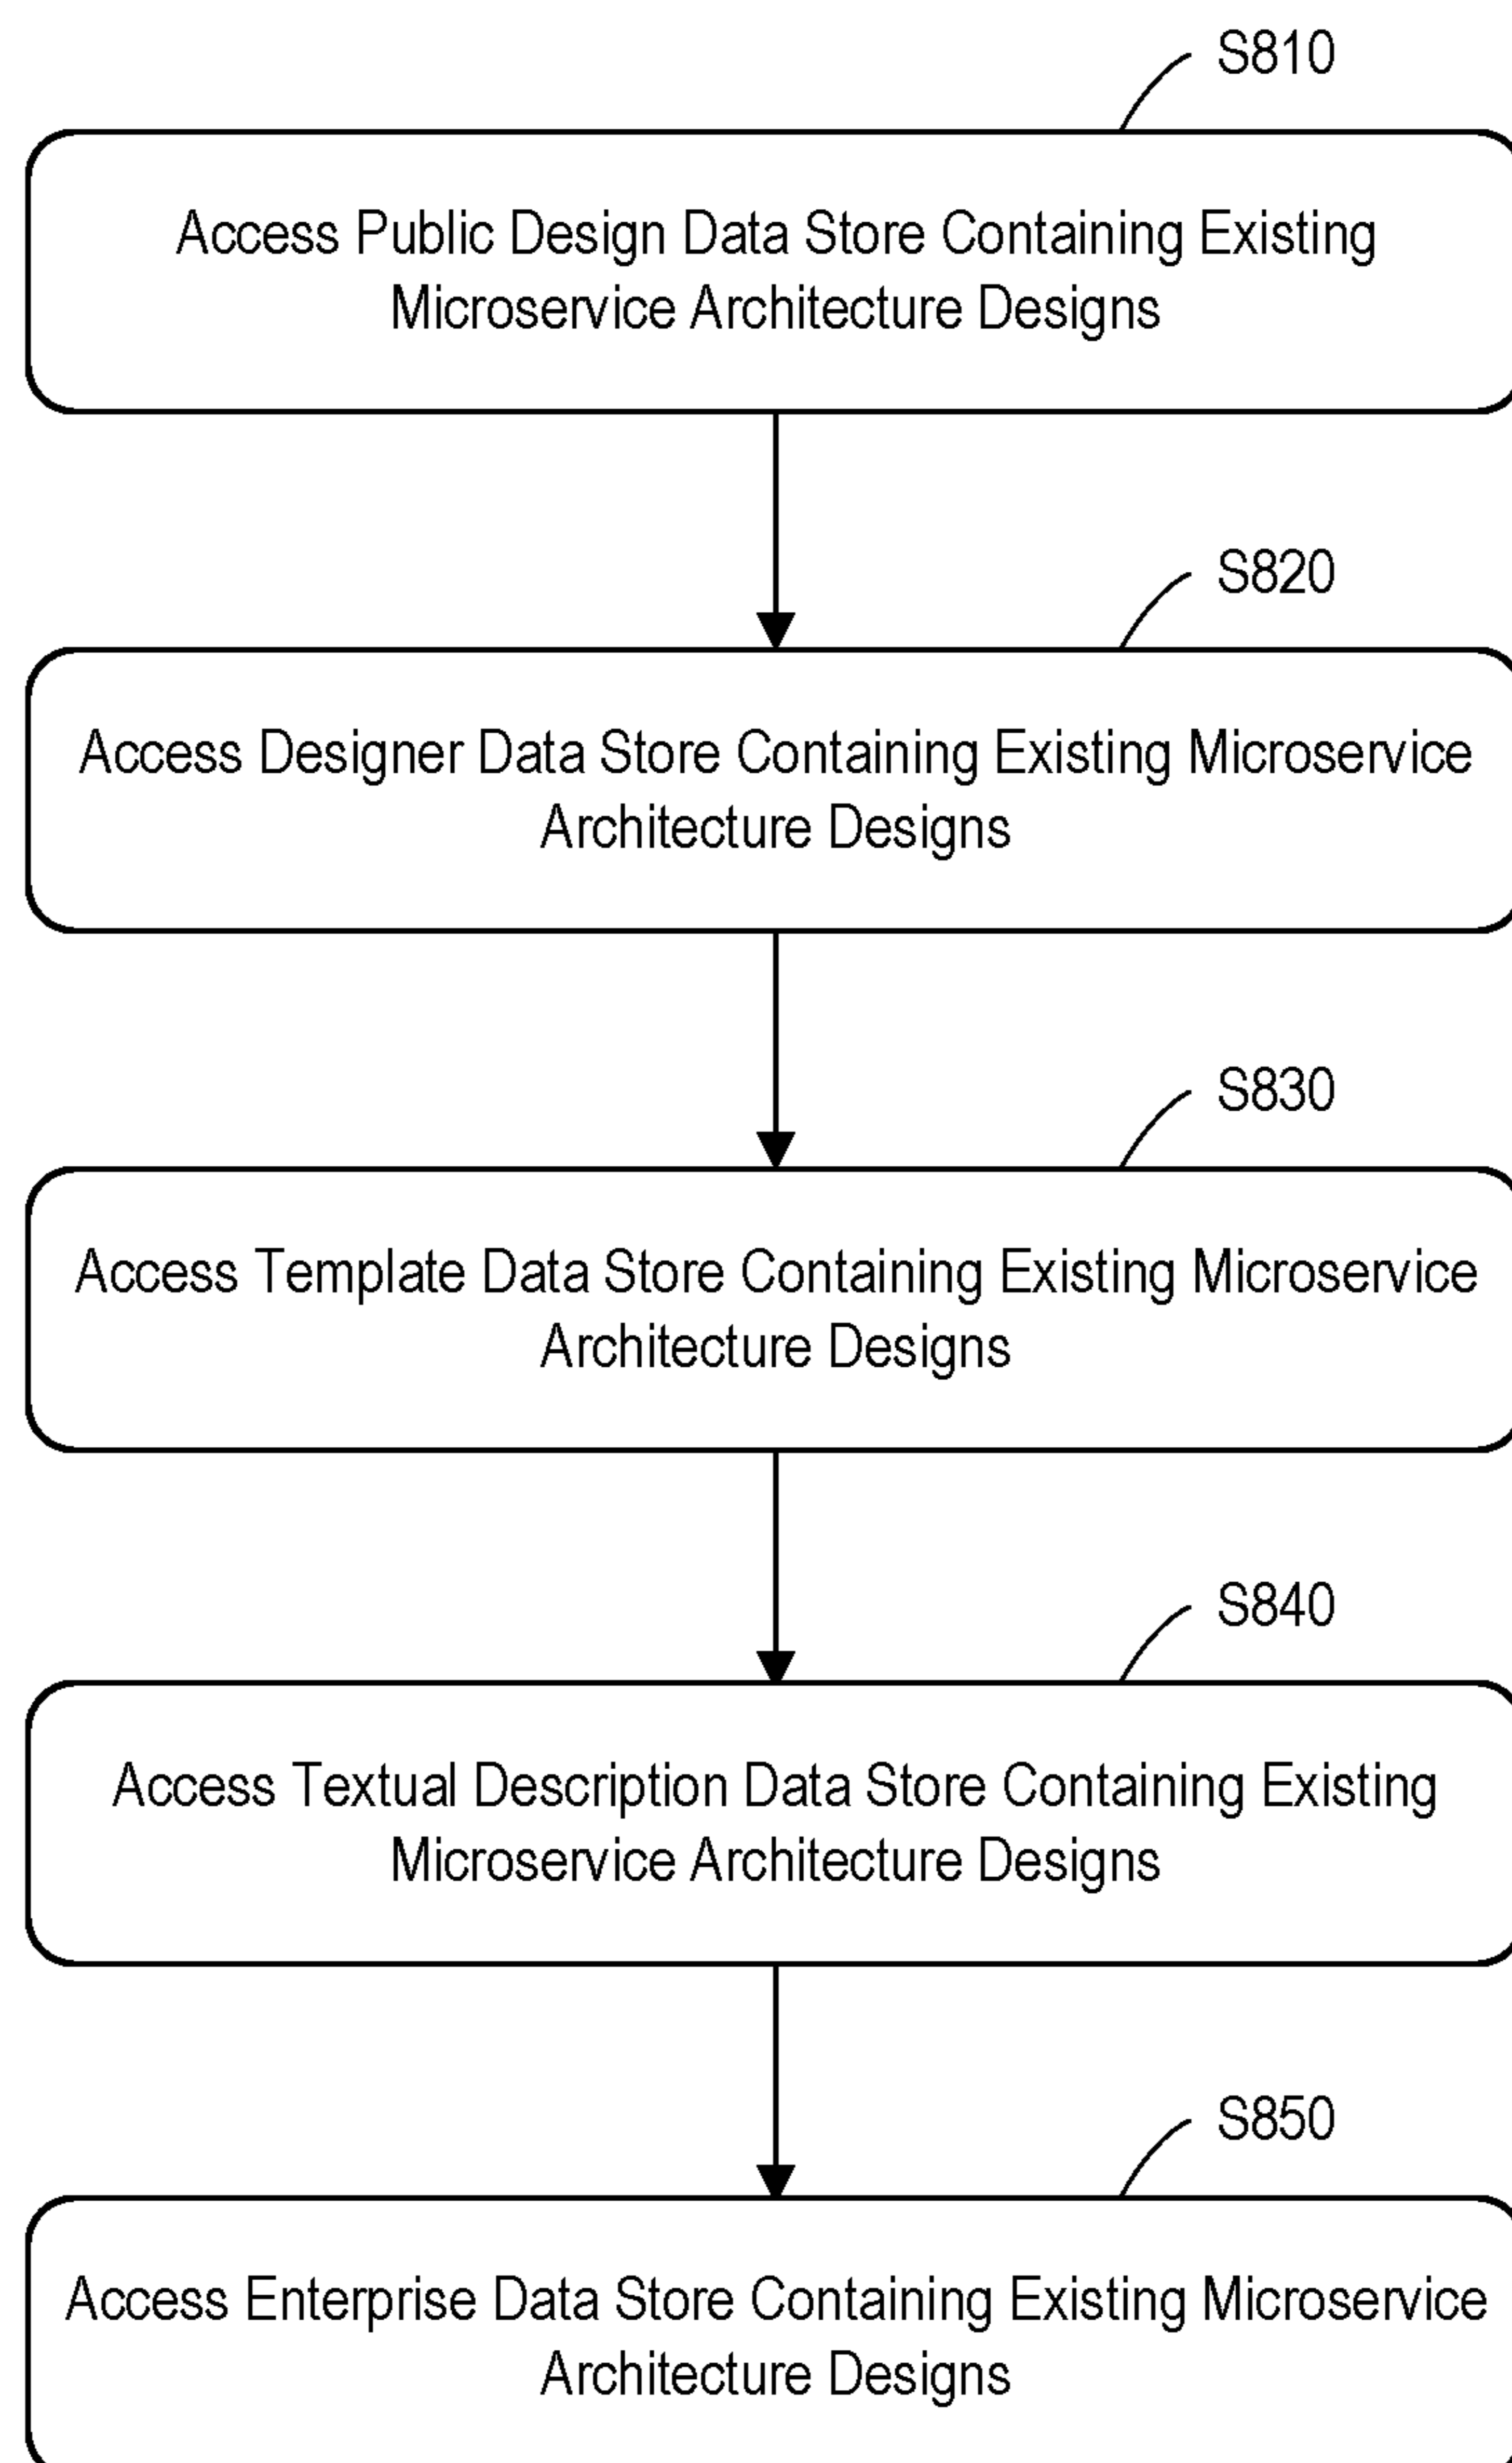 S810
Access Public Design Data Store Containing Existing
Microservice Architecture Designs
S820
Access Designer Data Store Containing Existing Microservice
Architecture Designs
S830
Access Template Data Store Containing Existing Microservice
Architecture Designs
S840
Access Textual Description Data Store Containing Existing
Microservice Architecture Designs
S850
Access Enterprise Data Store Containing Existing Microservice
Architecture Designs